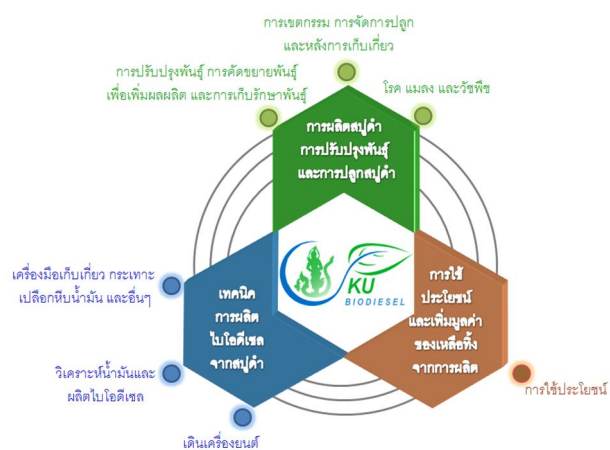 การเขตกรรม การจัดการปลูก
และหลังการเก็บเกี่ยว
การปรับปรุงพันธุ์ การคัดขยายพันธุ์
เพื่อเพิ่มผลผลิต และการเก็บรักษาพันธุ์
โรค แมลง และวัชพืช
การผลิตสบู่ดำ
การปรับปรุงพันธุ์
และการปลูกสบู่ดำ
KU
BIODIESEL
เครื่องมือเก็บเกี่ยว กระเทาะ
เปลือกหีบน้ำมัน และอื่นๆ
เทคนิค
การผลิต
ไบโอดีเซล
จากสบู่ดำ
การใช้
ประโยชน์
และเพิ่มมูลค่า
ของเหลือทิ้ง
จากการผลิต
วิเคราะห์น้ำมันและ
ผลิตไบโอดีเซล
การใช้ประโยชน์
เดินเครื่องยนต์